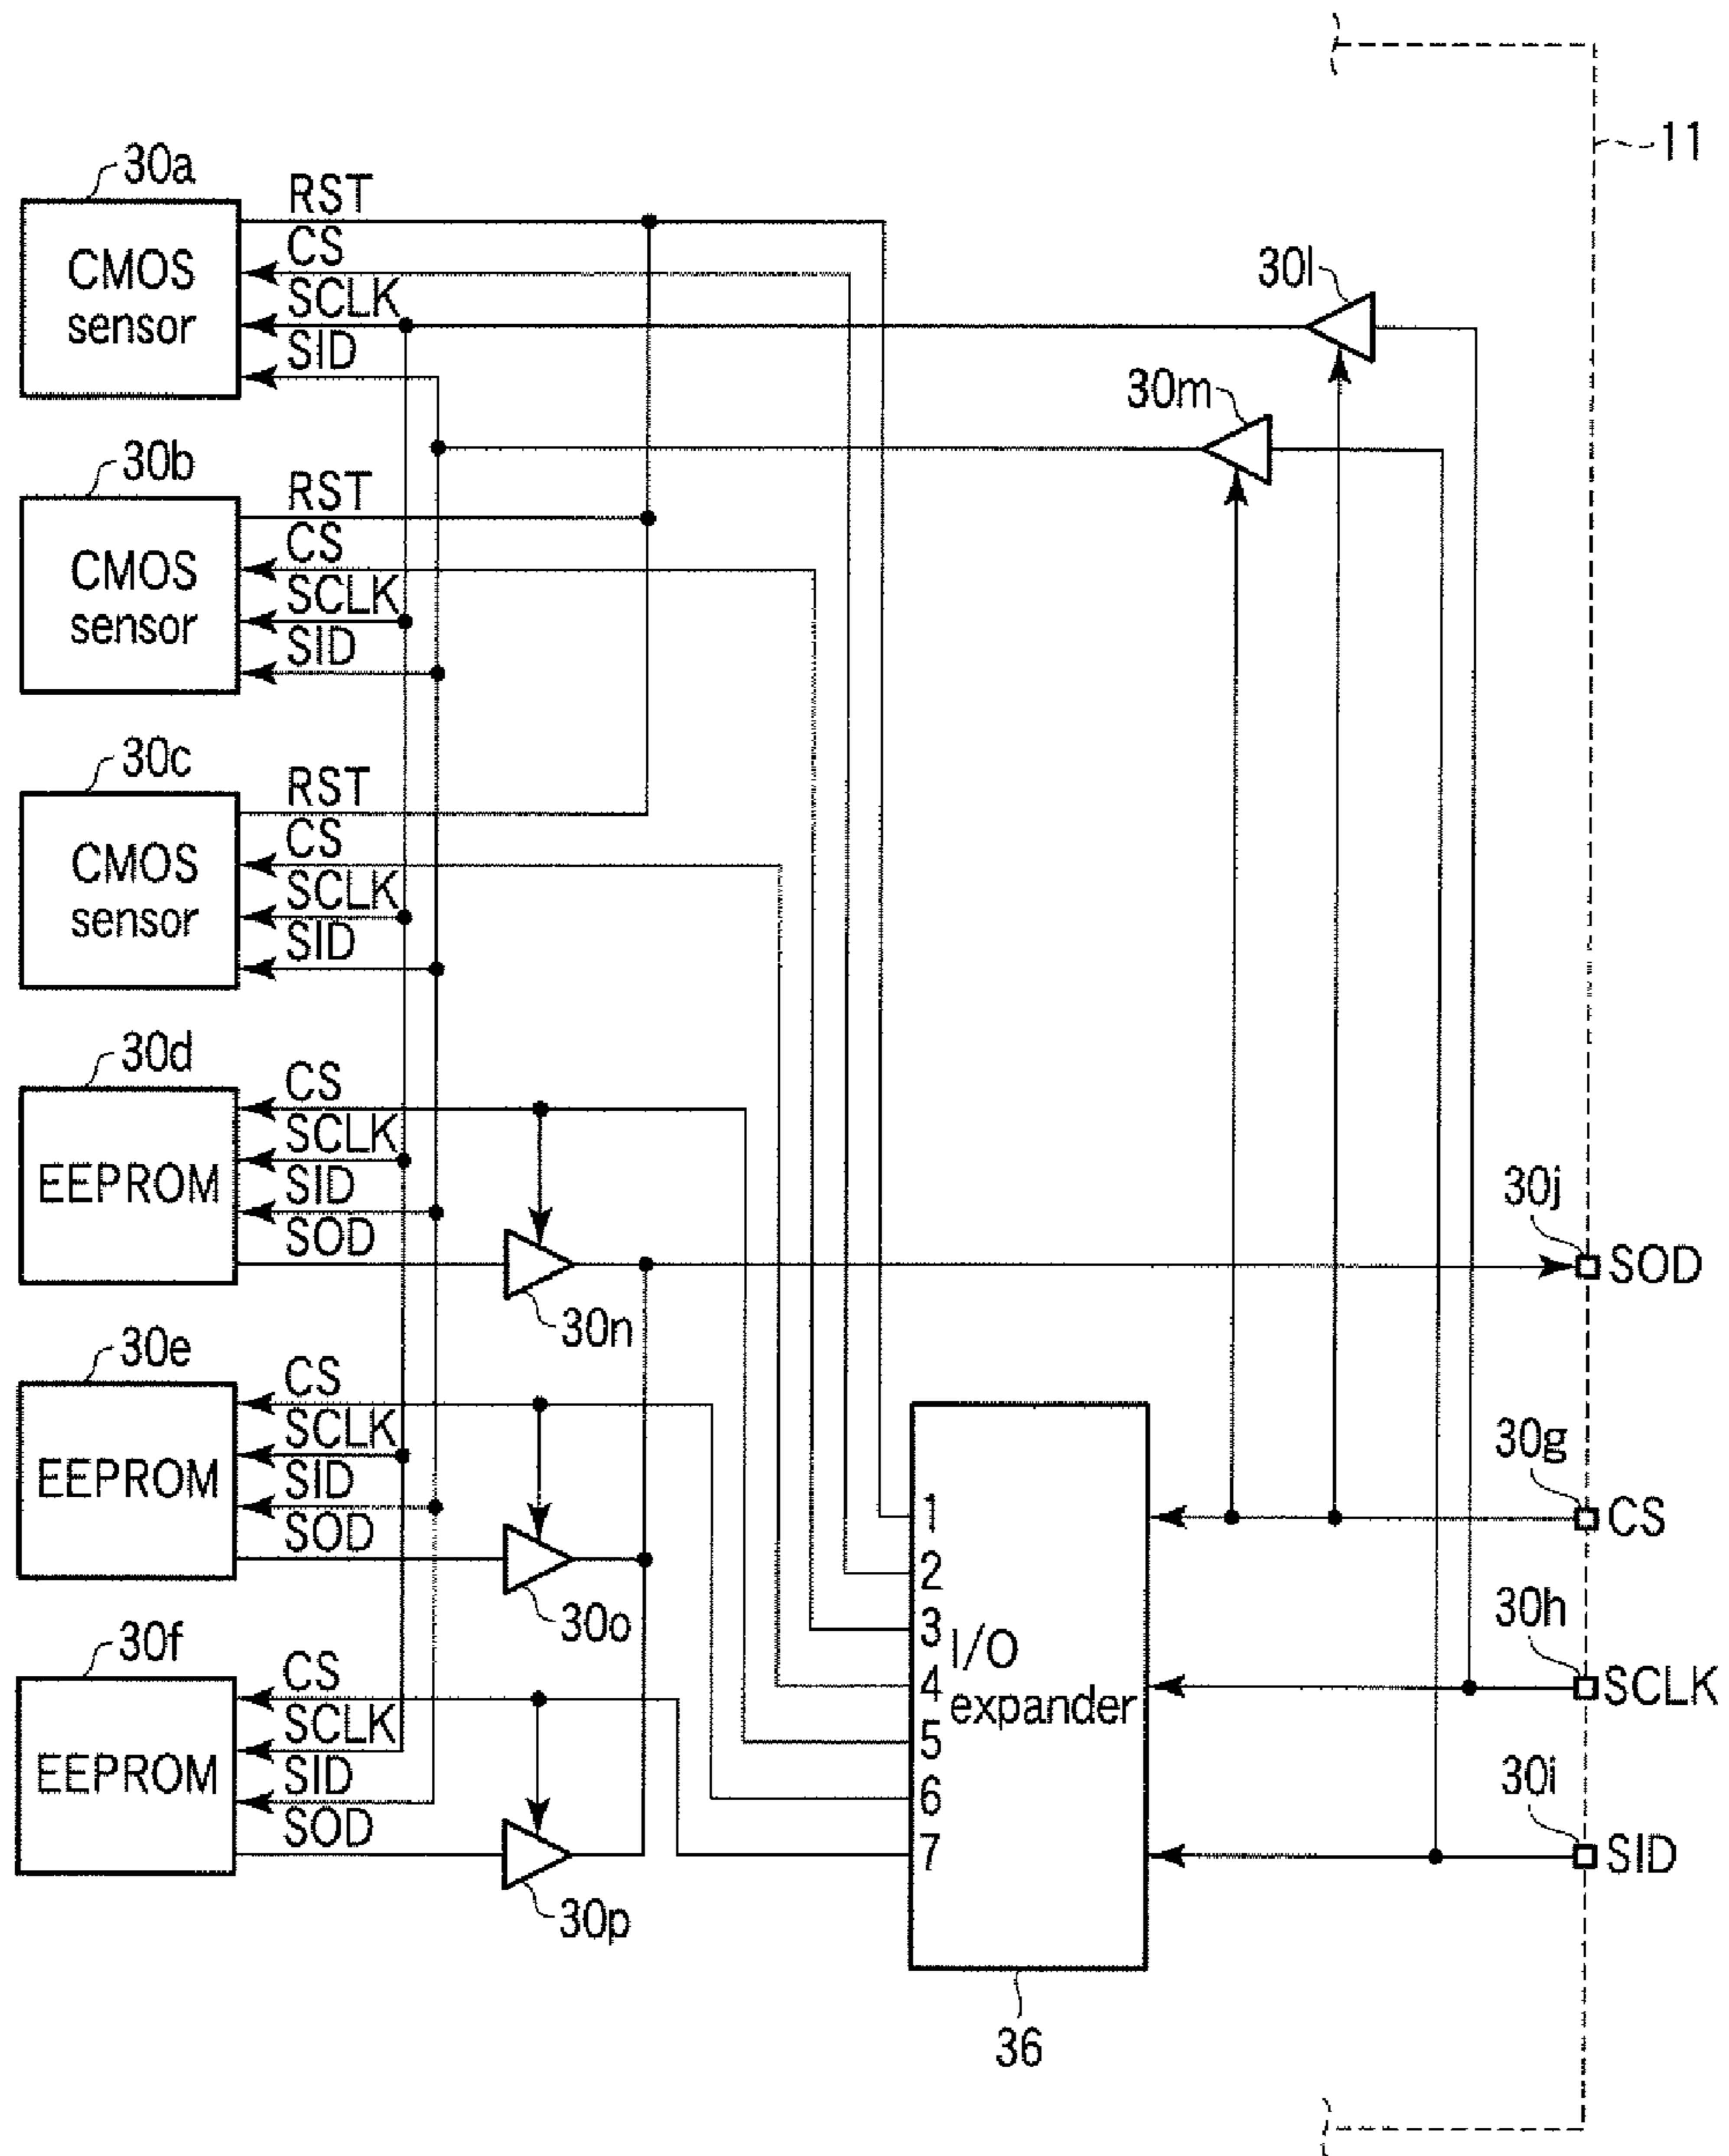 11
30a
RST
CS
SCLK
SID
CMOS
sensor
30l
30m
30b
RST
CS
SCLK
SID
CMOS
sensor
30c
RST
CS
SCLK
SID
CMOS
sensor
30d
CS
SCLK
SID
SOD
EEPROM
30n
30j
SOD
30e
CS
SCLK
SID
SOD
EEPROM
30o
30f
CS
SCLK
SID
SOD
EEPROM
30p
1
2
3
4
5
6
7
I/O
expander
36
30g
CS
30h
SCLK
30i
SID